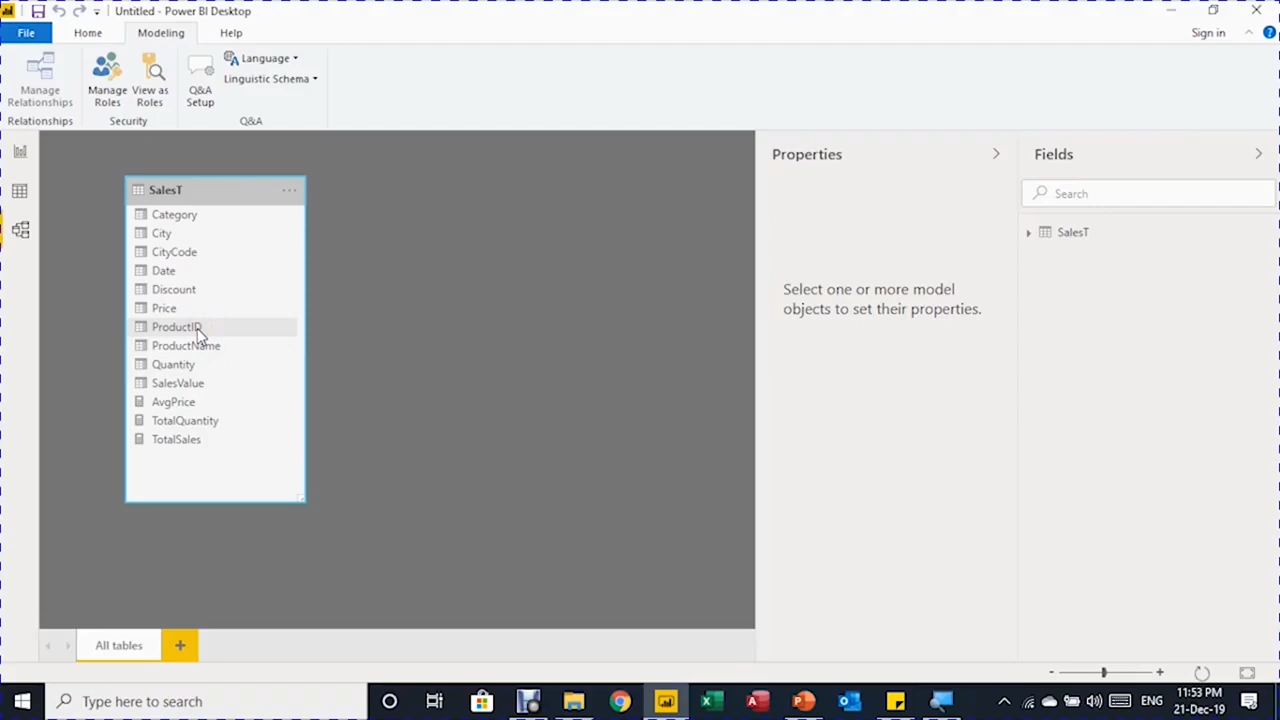 Untitled - Power BI Desktop
File Home Modeling Help Sign in
Manage Relationships
Manage Roles
View as Roles
Q&A Setup
Language
Linguistic Schema
Relationships Security Q&A
SalesT
Category
City
CityCode
Date
Discount
Price
ProductID
ProductName
Quantity
SalesValue
AvgPrice
TotalQuantity
TotalSales
Properties
Select one or more model
objects to set their properties.
Fields
Search
SalesT
All tables
Type here to search
ENG
11:53 PM
21-Dec-19